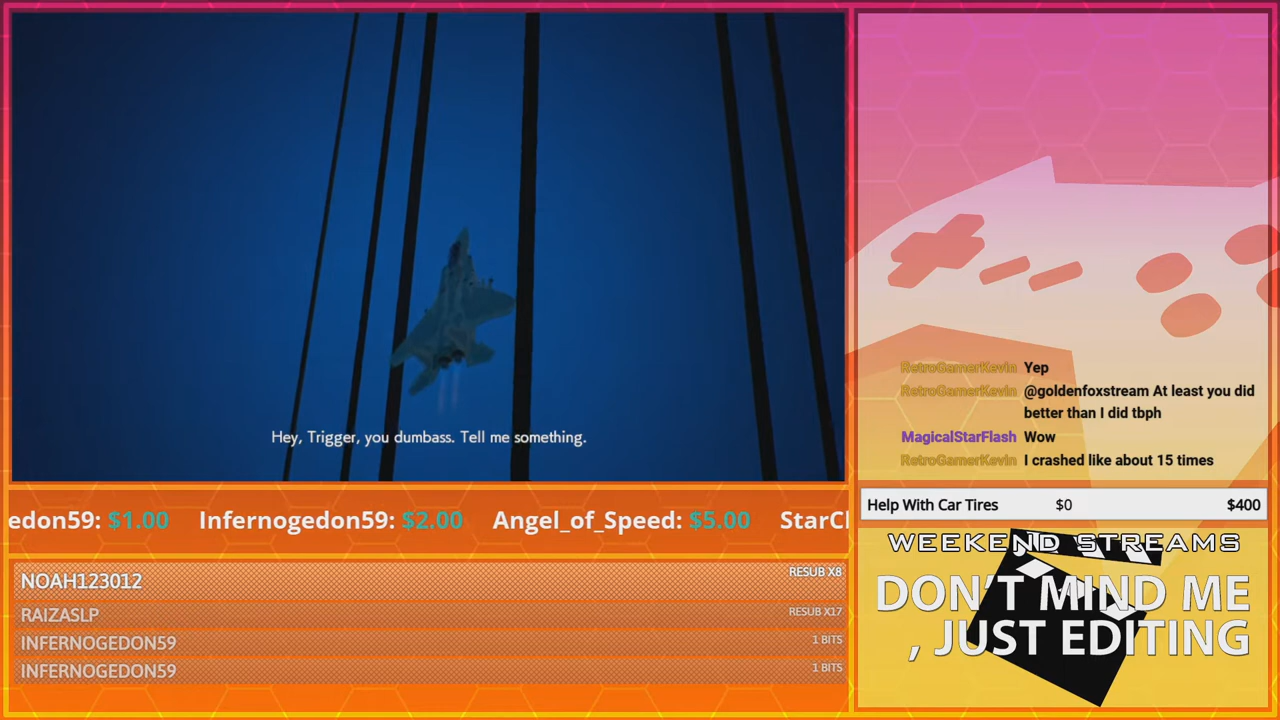 Hey, Trigger, you dumbass. Tell me something.
edon59: $1.00 Infernogedon59: $2.00 Angel_of_Speed: $5.00 StarCl
NOAH123012 RESUB X8
RAIZASLP RESUB X17
INFERNOGEDON59 1 BITS
INFERNOGEDON59 1 BITS
RetroGamerKevin Yep
RetroGamerKevin @goldenfoxstream At least you did
better than I did tbph
MagicalStarFlash Wow
RetroGamerKevin I crashed like about 15 times
Help With Car Tires $0 $400
WEEKEND STREAMS
DON'T MIND ME
, JUST EDITING